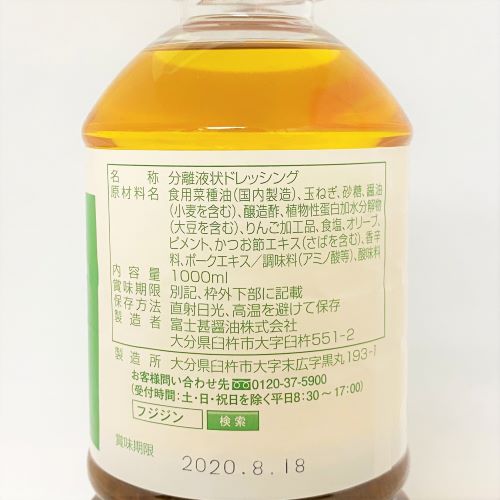 名　　称　分離液状ドレッシング
原材料名　食用菜種油(国内製造)、玉ねぎ、砂糖、醤油
(小麦を含む)、醸造酢、植物性蛋白加水分解物
(大豆を含む)、りんご加工品、食塩、オリーブ、
ピメント、かつお節エキス(さばを含む)、香辛
料、ポークエキス／調味料(アミノ酸等)、酸味料
内 容 量　1000ml
賞味期限　別記、枠外下部に記載
保存方法　直射日光、高温を避けて保存
製 造 者　富士甚醤油株式会社
大分県臼杵市大字臼杵551-2
製 造 所　大分県臼杵市大字末広字黒丸193-1
お客様問い合わせ先 0120-37-5900
(受付時間：土・日・祝日を除く平日8：30〜17：00)
フジジン　検索
賞味期限　2020.8.18